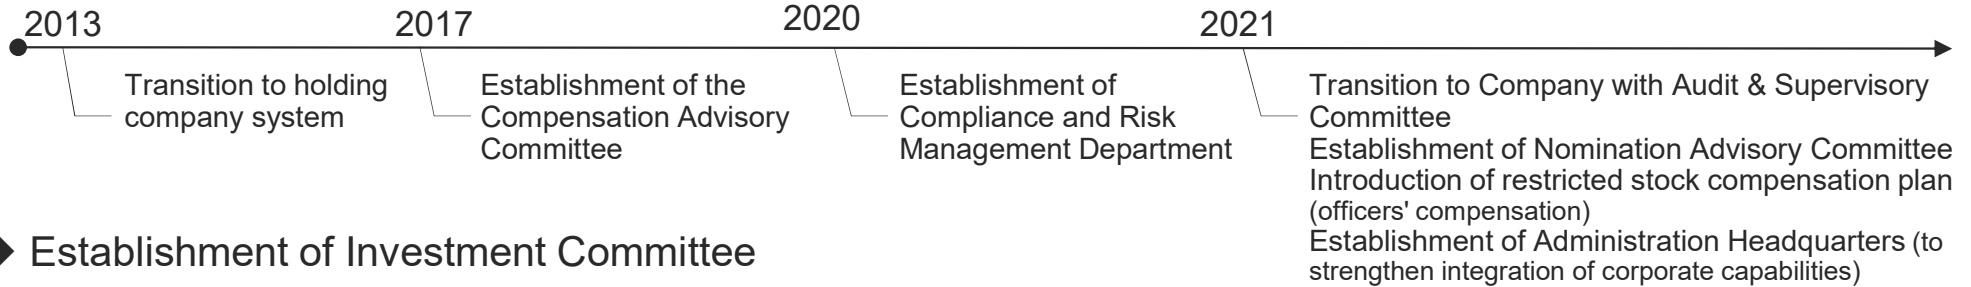 2013
Transition to holding
company system
2017
Establishment of the
Compensation Advisory
Committee
2020
Establishment of
Compliance and Risk
Management Department
2021
Transition to Company with Audit & Supervisory
Committee
Establishment of Nomination Advisory Committee
Introduction of restricted stock compensation plan
(officers' compensation)
Establishment of Administration Headquarters (to
strengthen integration of corporate capabilities)
Establishment of Investment Committee